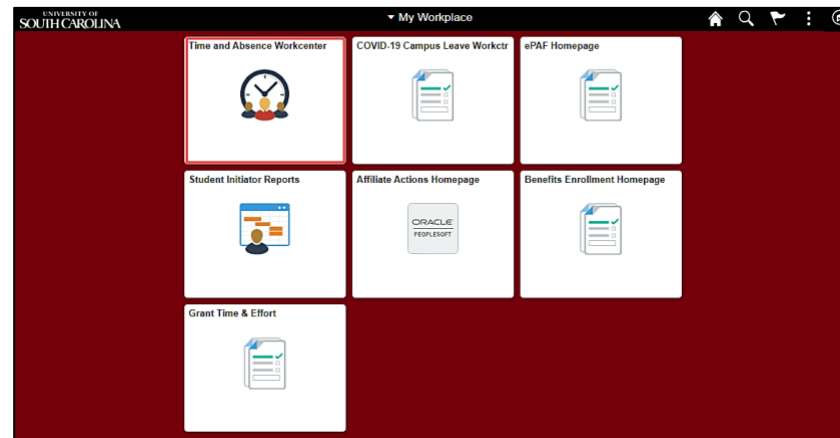 UNIVERSITY OF
SOUTH CAROLINA
My Workplace
Time and Absence Workcenter
COVID-19 Campus Leave Workctr
ePAF Homepage
Student Initiator Reports
Affiliate Actions Homepage
ORACLE
PEOPLESOFT
Benefits Enrollment Homepage
Grant Time & Effort